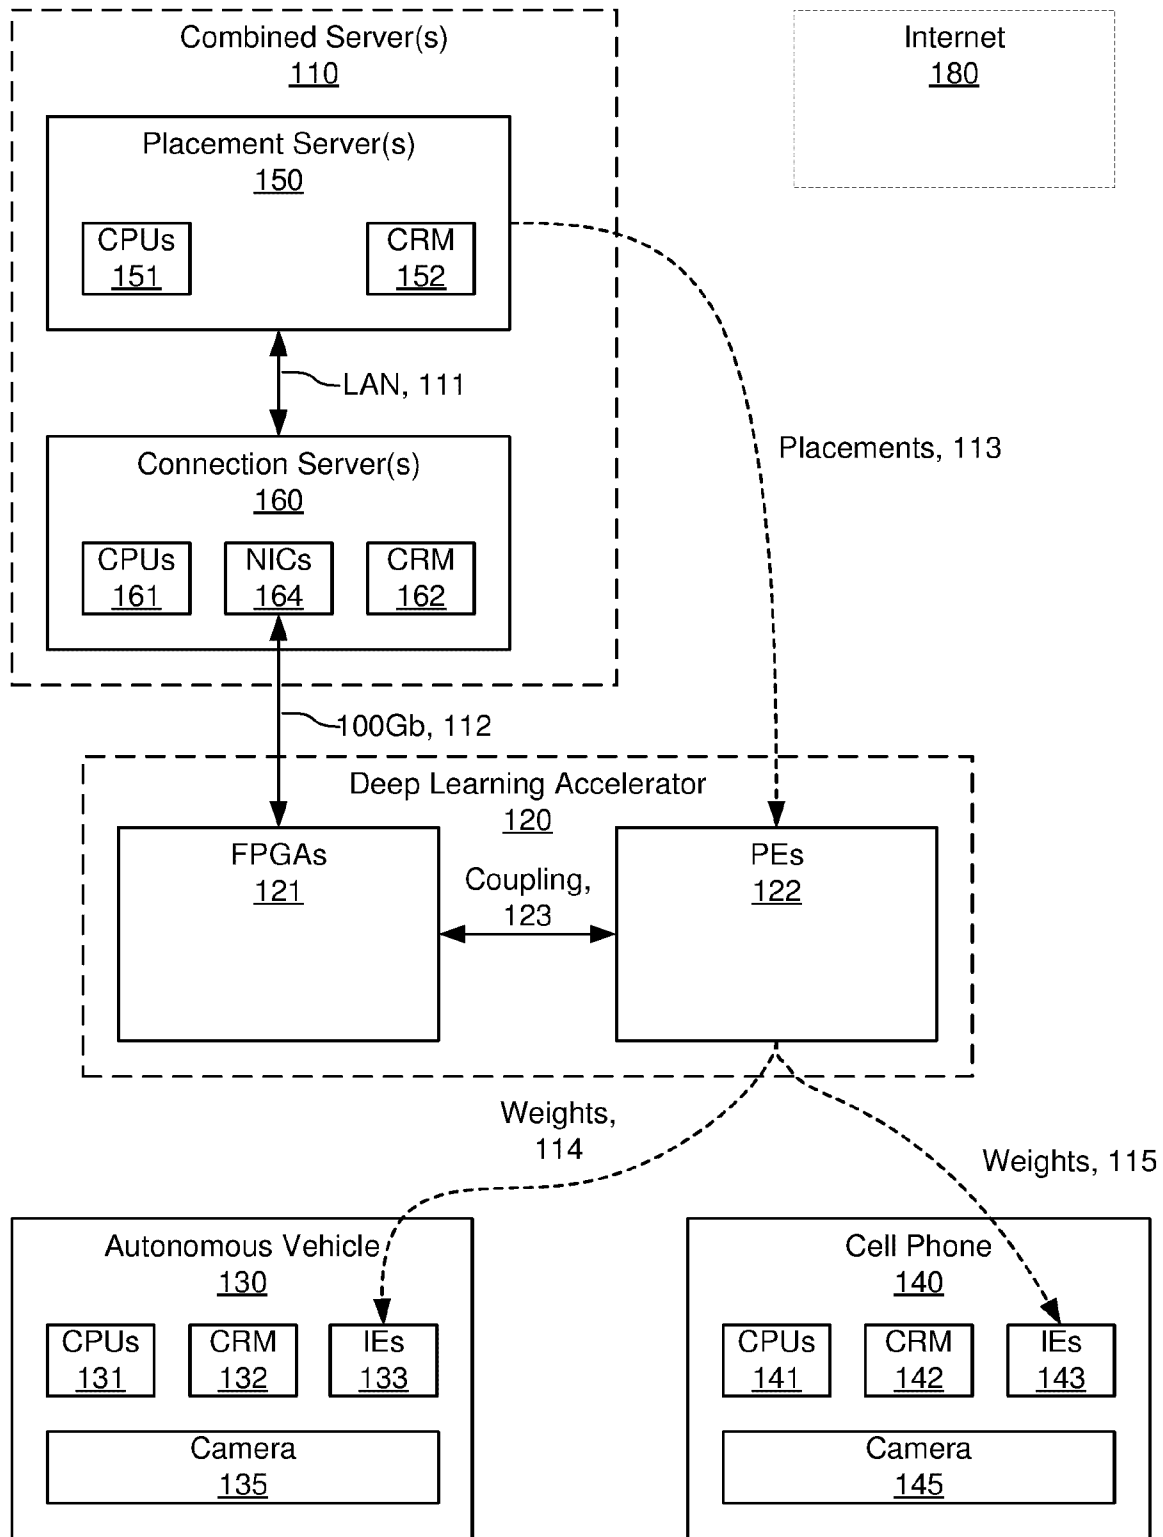 Combined Server(s)
110
Internet
180
Placement Server(s)
150
CPUs
151
CRM
152
LAN, 111
Placements, 113
Connection Server(s)
160
CPUs
161
NICs
164
CRM
162
100Gb, 112
Deep Learning Accelerator
120
FPGAs
121
Coupling,
123
PEs
122
Weights,
114
Weights, 115
Autonomous Vehicle
130
CPUs
131
CRM
132
IEs
133
Camera
135
Cell Phone
140
CPUs
141
CRM
142
IEs
143
Camera
145